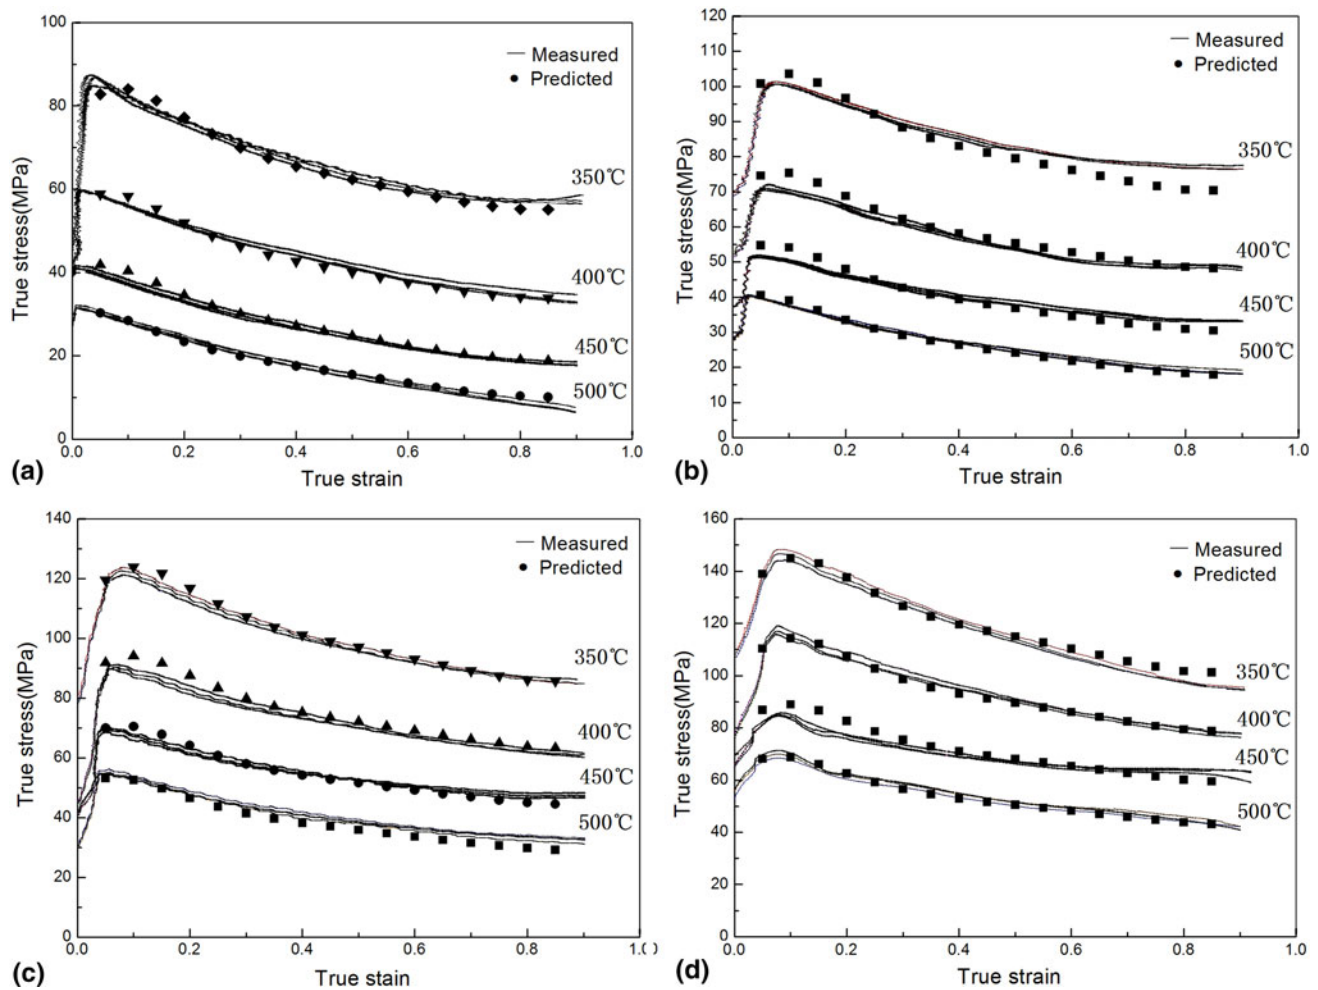 100
80
60
40
20
0
0.0 0.2 0.4 0.6 0.8 1.0
True stress(MPa)
True strain
Measured
Predicted
350℃
400℃
450℃
500℃
(a)
120
110
100
90
80
70
60
50
40
30
20
10
0
0.0 0.2 0.4 0.6 0.8 1.0
True stress(MPa)
True strain
Measured
Predicted
350℃
400℃
450℃
500℃
(b)
140
120
100
80
60
40
20
0
0.0 0.2 0.4 0.6 0.8 1.0
True stress(MPa)
True stain
Measured
Predicted
350℃
400℃
450℃
500℃
(c)
160
140
120
100
80
60
40
20
0
0.0 0.2 0.4 0.6 0.8 1.0
True stress(MPa)
True strain
Measured
Predicted
350℃
400℃
450℃
500℃
(d)